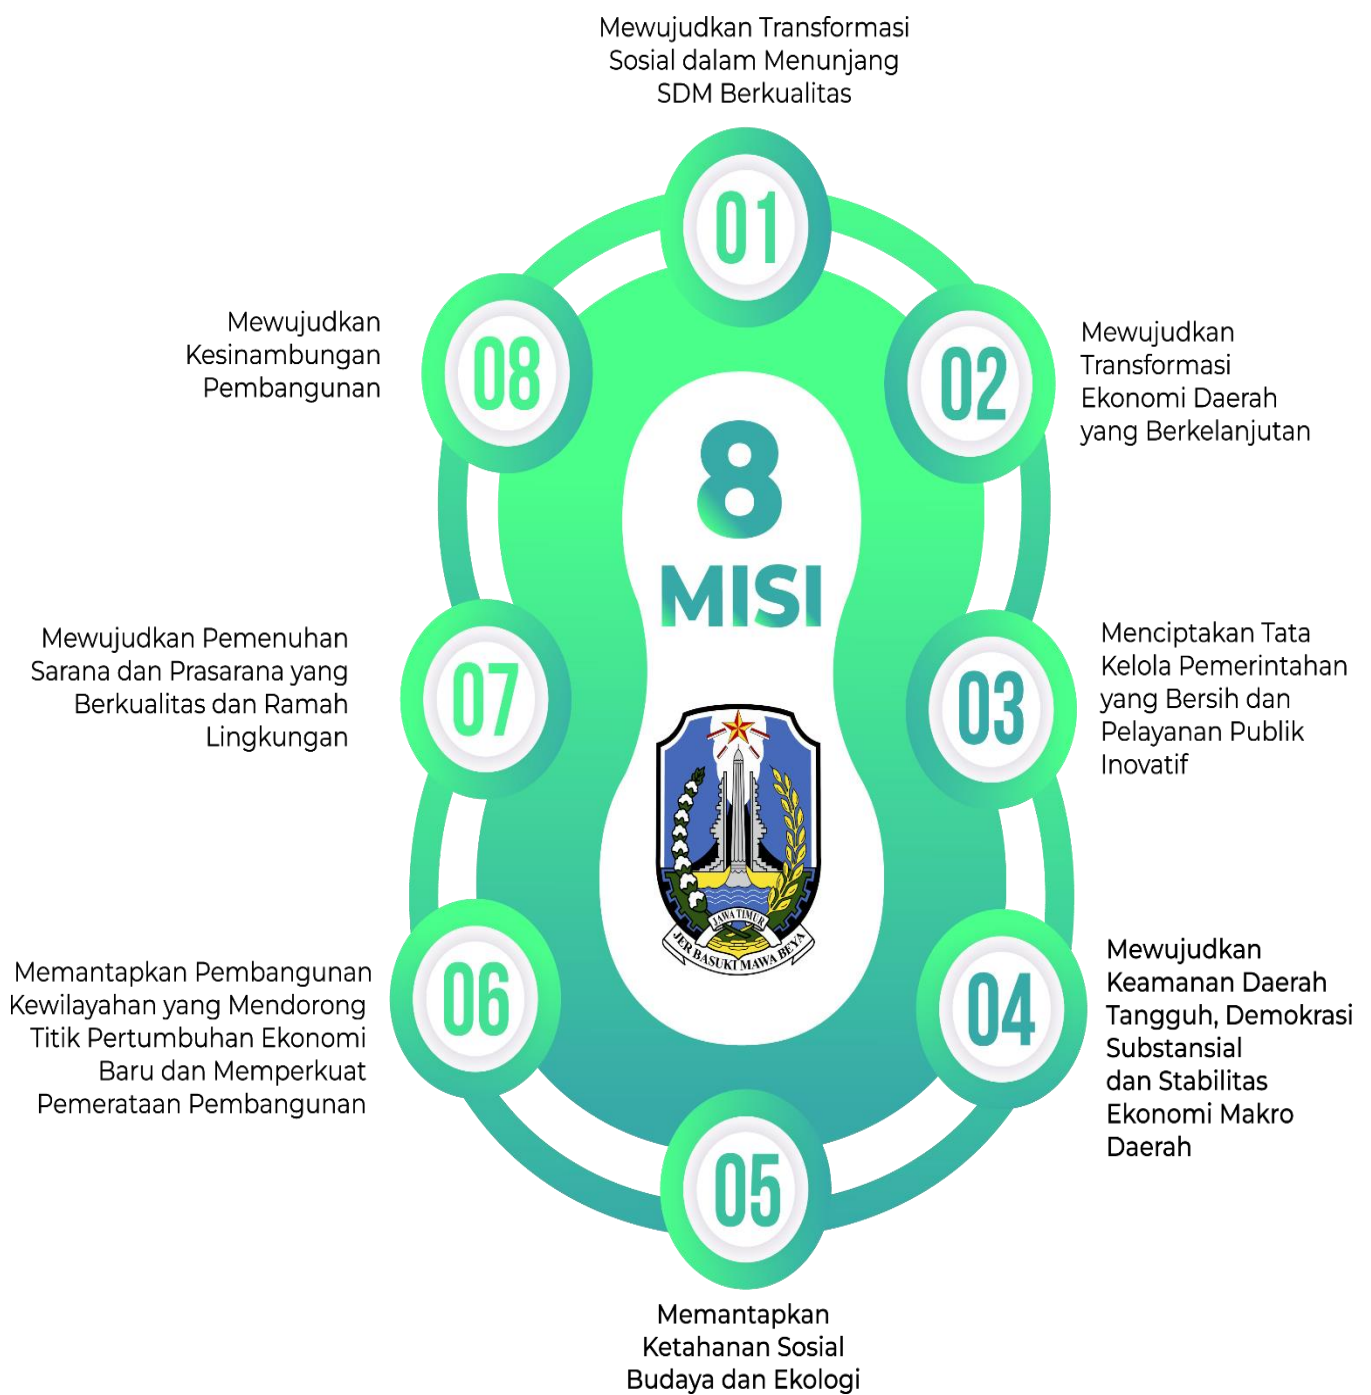 Mewujudkan Transformasi
Sosial dalam Menunjang
SDM Berkualitas
01
Mewujudkan
Transformasi
Ekonomi Daerah
yang Berkelanjutan
02
Menciptakan Tata
Kelola Pemerintahan
yang Bersih dan
Pelayanan Publik
Inovatif
03
Mewujudkan
Keamanan Daerah
Tangguh, Demokrasi
Substansial
dan Stabilitas
Ekonomi Makro
Daerah
04
05
Memantapkan
Ketahanan Sosial
Budaya dan Ekologi
06
Memantapkan Pembangunan
Kewilayahan yang Mendorong
Titik Pertumbuhan Ekonomi
Baru dan Memperkuat
Pemerataan Pembangunan
07
Mewujudkan Pemenuhan
Sarana dan Prasarana yang
Berkualitas dan Ramah
Lingkungan
08
Mewujudkan
Kesinambungan
Pembangunan
8
MISI
JAWA TIMUR
JER BASUKI MAWA BEYA